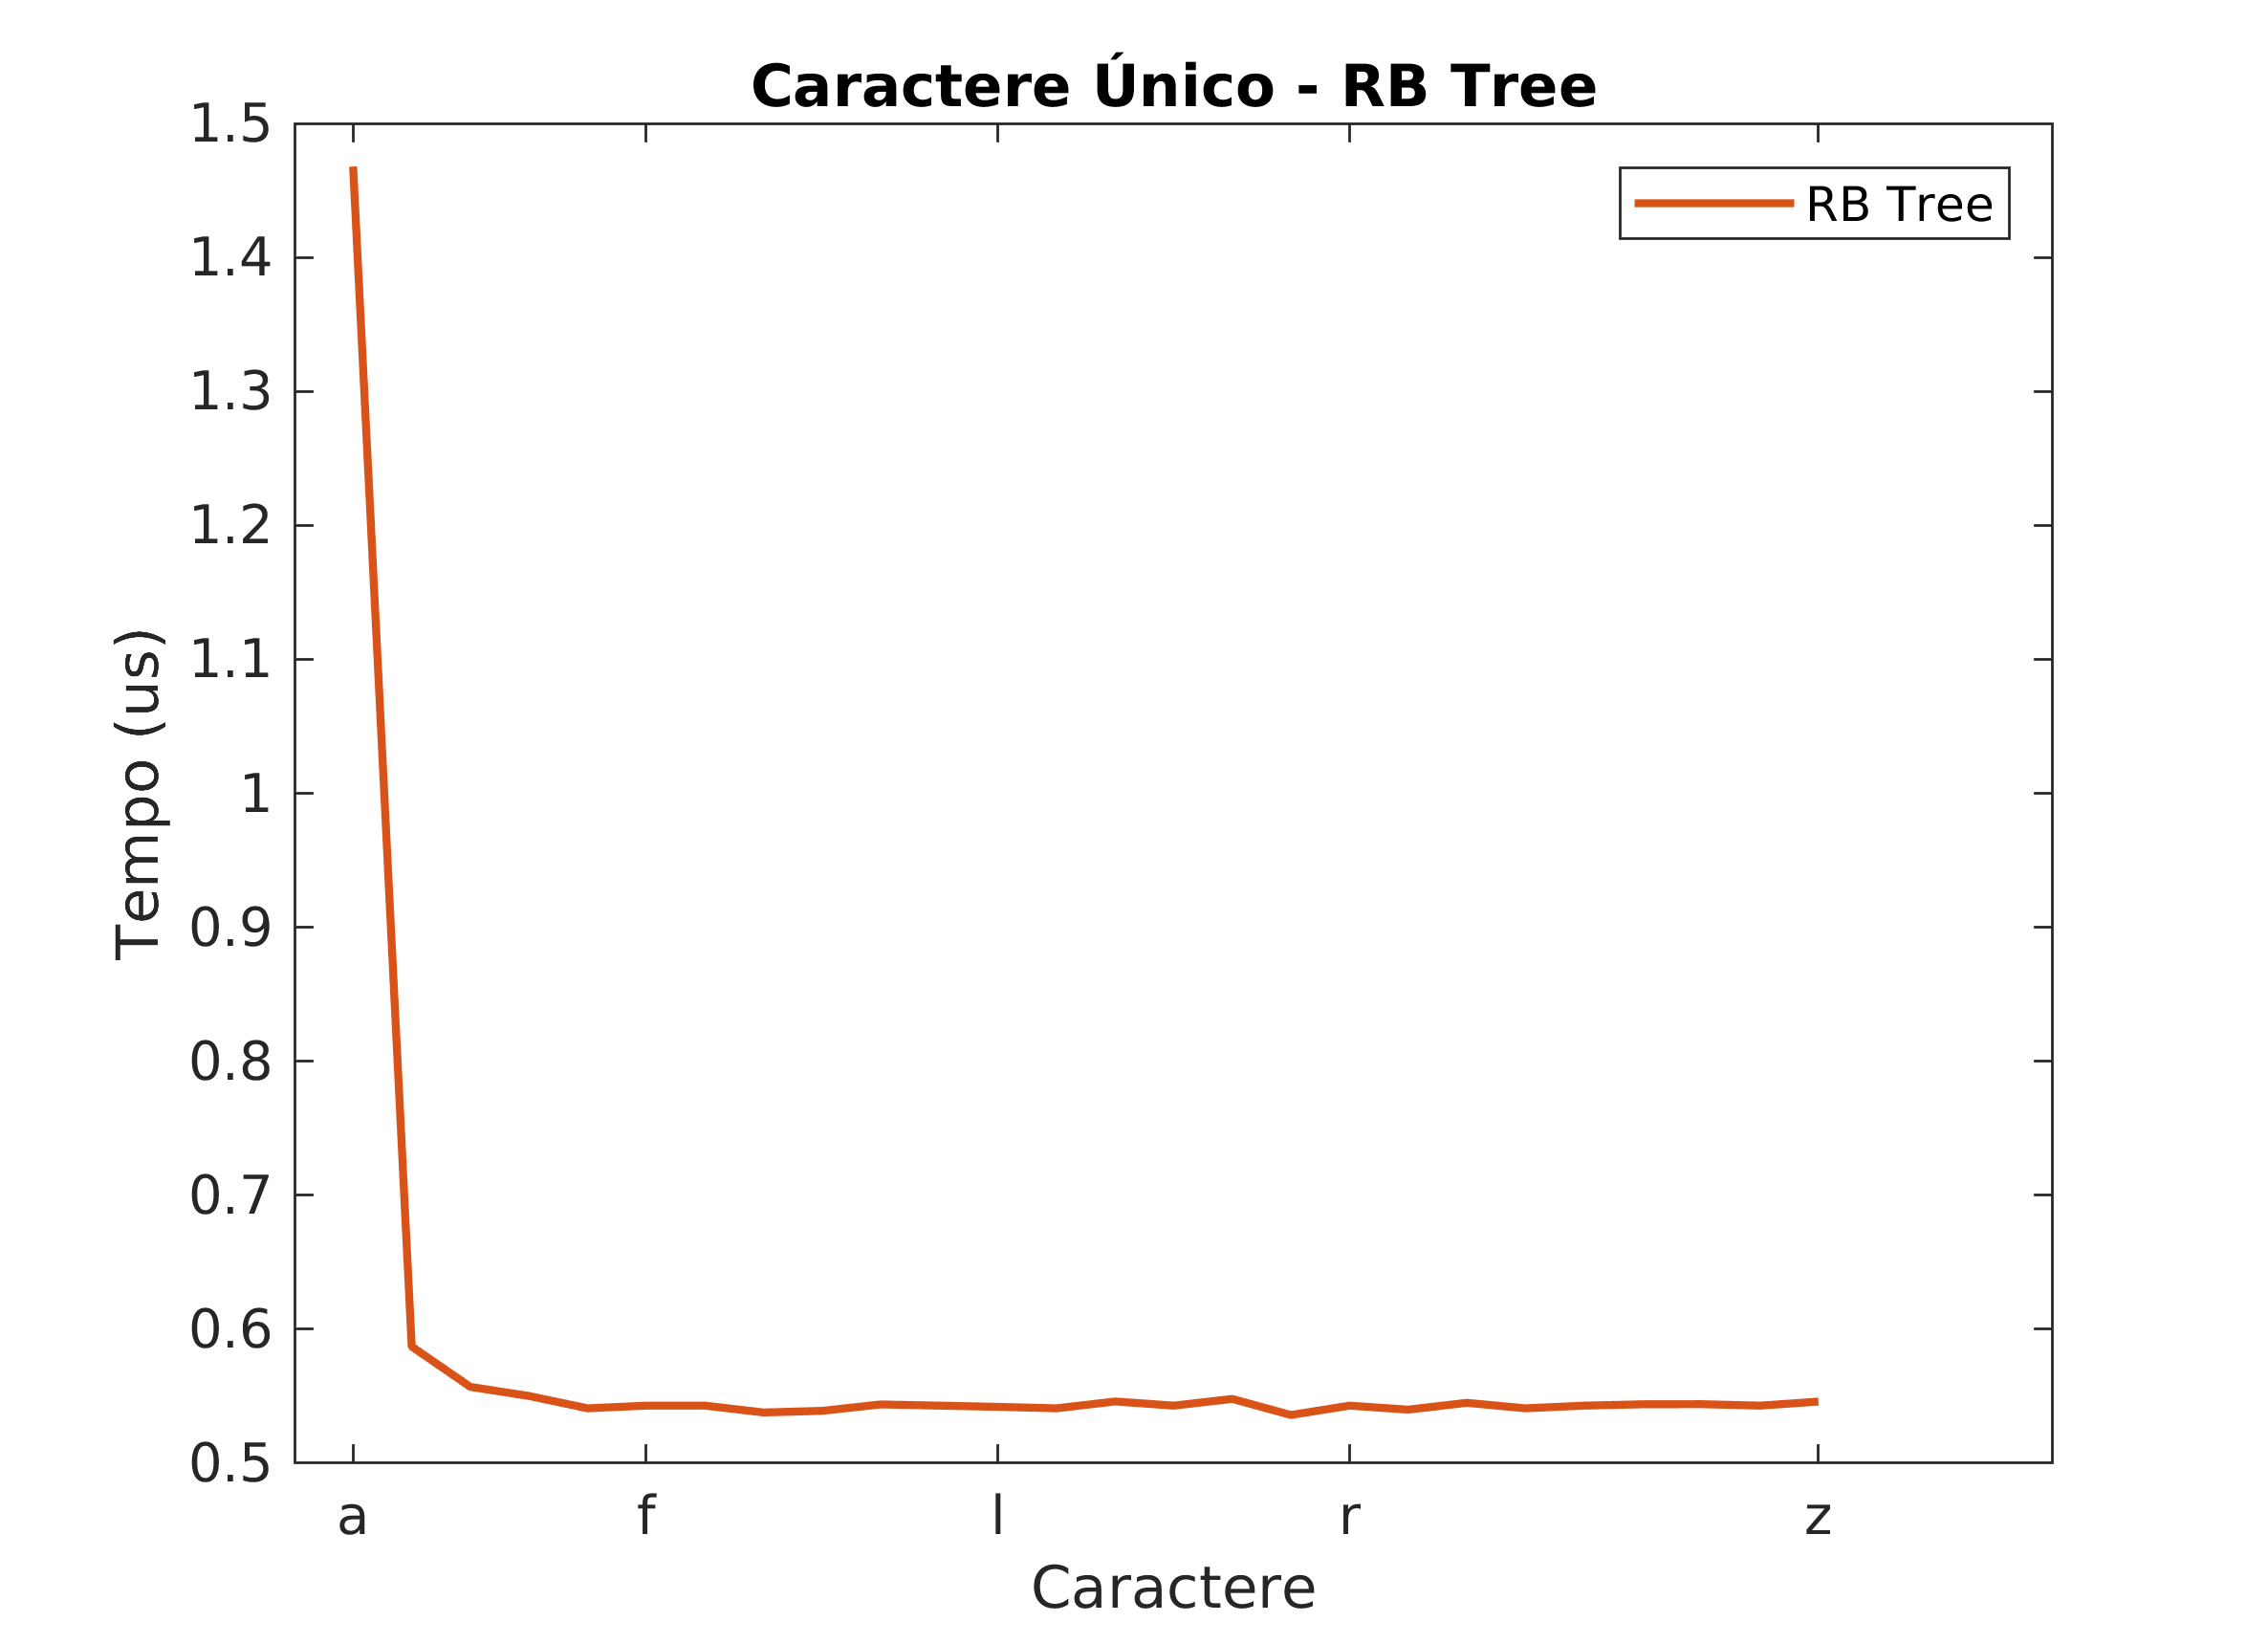 Caractere Único - RB Tree
RB Tree
Tempo (us)
1.5
1.4
1.3
1.2
1.1
1
0.9
0.8
0.7
0.6
0.5
a f l r z
Caractere